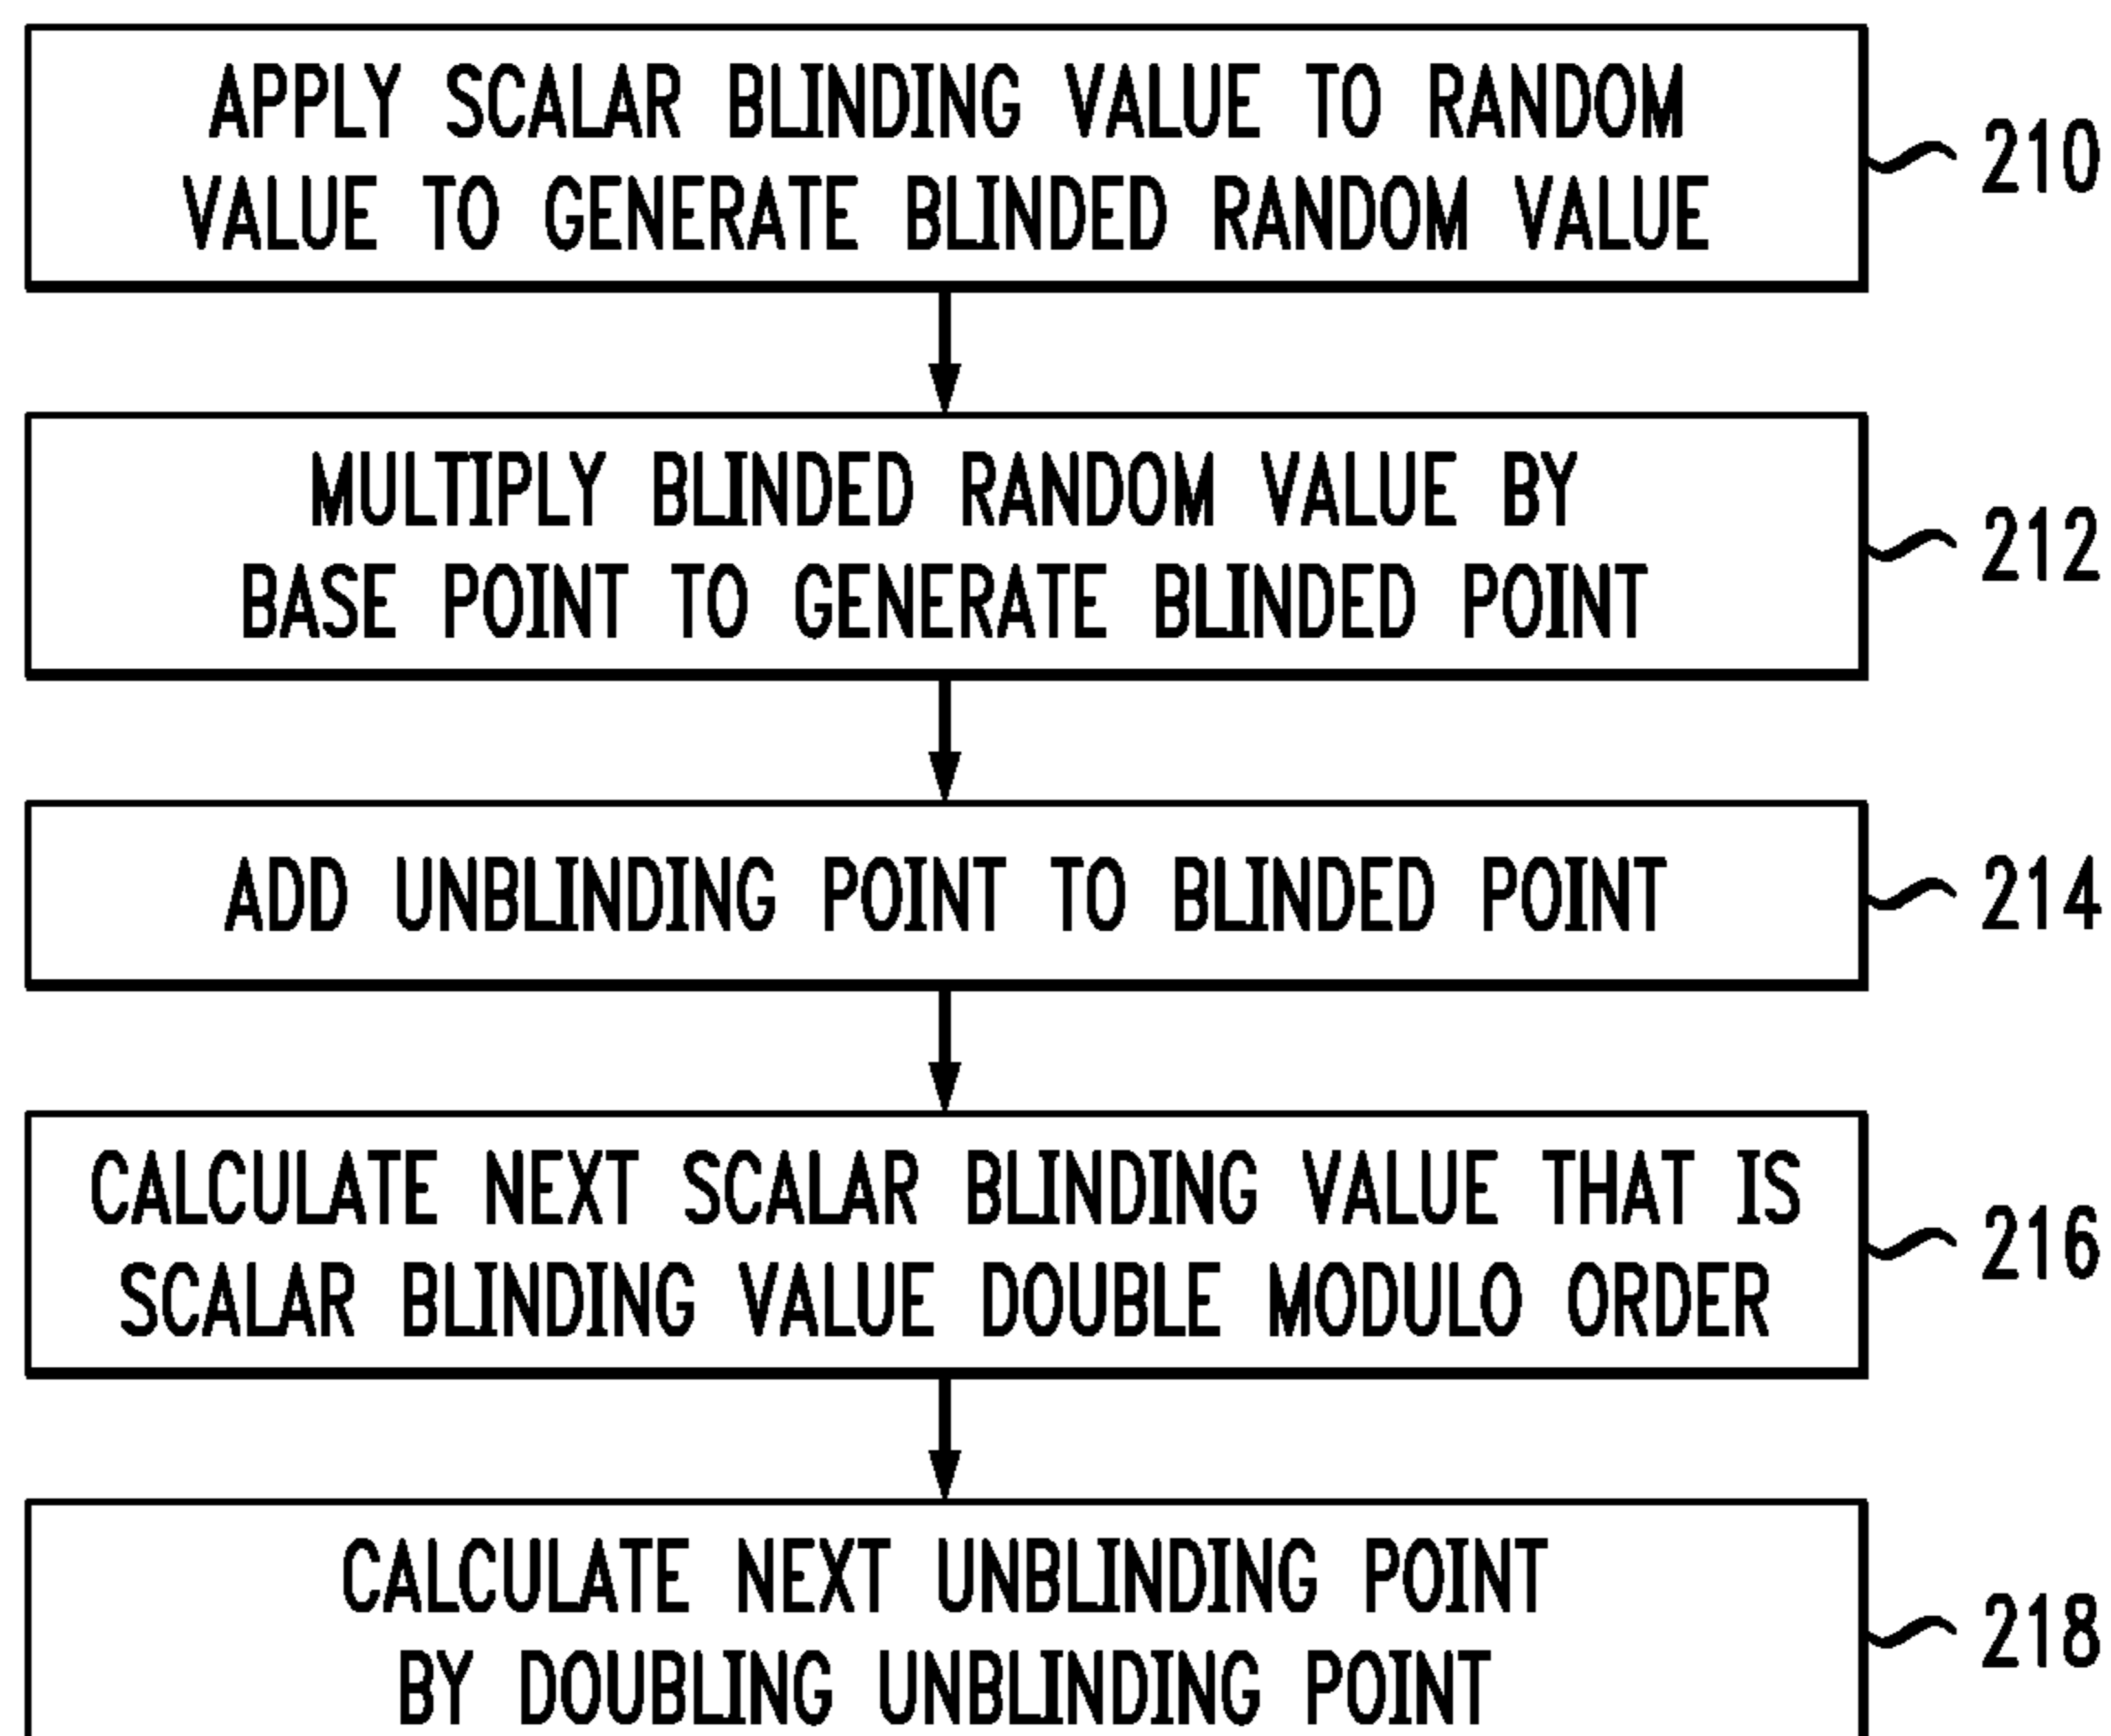 APPLY SCALAR BLINDING VALUE TO RANDOM
VALUE TO GENERATE BLINDED RANDOM VALUE
210
MULTIPLY BLINDED RANDOM VALUE BY
BASE POINT TO GENERATE BLINDED POINT
212
ADD UNBLINDING POINT TO BLINDED POINT
214
CALCULATE NEXT SCALAR BLINDING VALUE THAT IS
SCALAR BLINDING VALUE DOUBLE MODULO ORDER
216
CALCULATE NEXT UNBLINDING POINT
BY DOUBLING UNBLINDING POINT
218